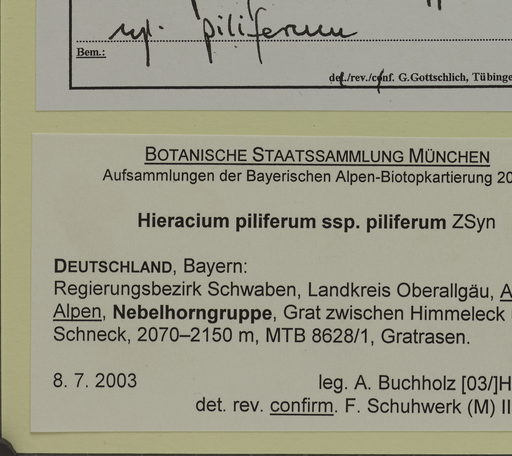 ssp. piliferum
Bem.:
det./rev./conf. G.Gottschlich, Tübinge
BOTANISCHE STAATSSAMMLUNG MÜNCHEN
Aufsammlungen der Bayerischen Alpen-Biotopkartierung 20
Hieracium piliferum ssp. piliferum ZSyn
DEUTSCHLAND, Bayern:
Regierungsbezirk Schwaben, Landkreis Oberallgäu, A
Alpen, Nebelhorngruppe, Grat zwischen Himmeleck
Schneck, 2070–2150 m, MTB 8628/1, Gratrasen.
8. 7. 2003 leg. A. Buchholz [03/]H
det. rev. confirm. F. Schuhwerk (M) II